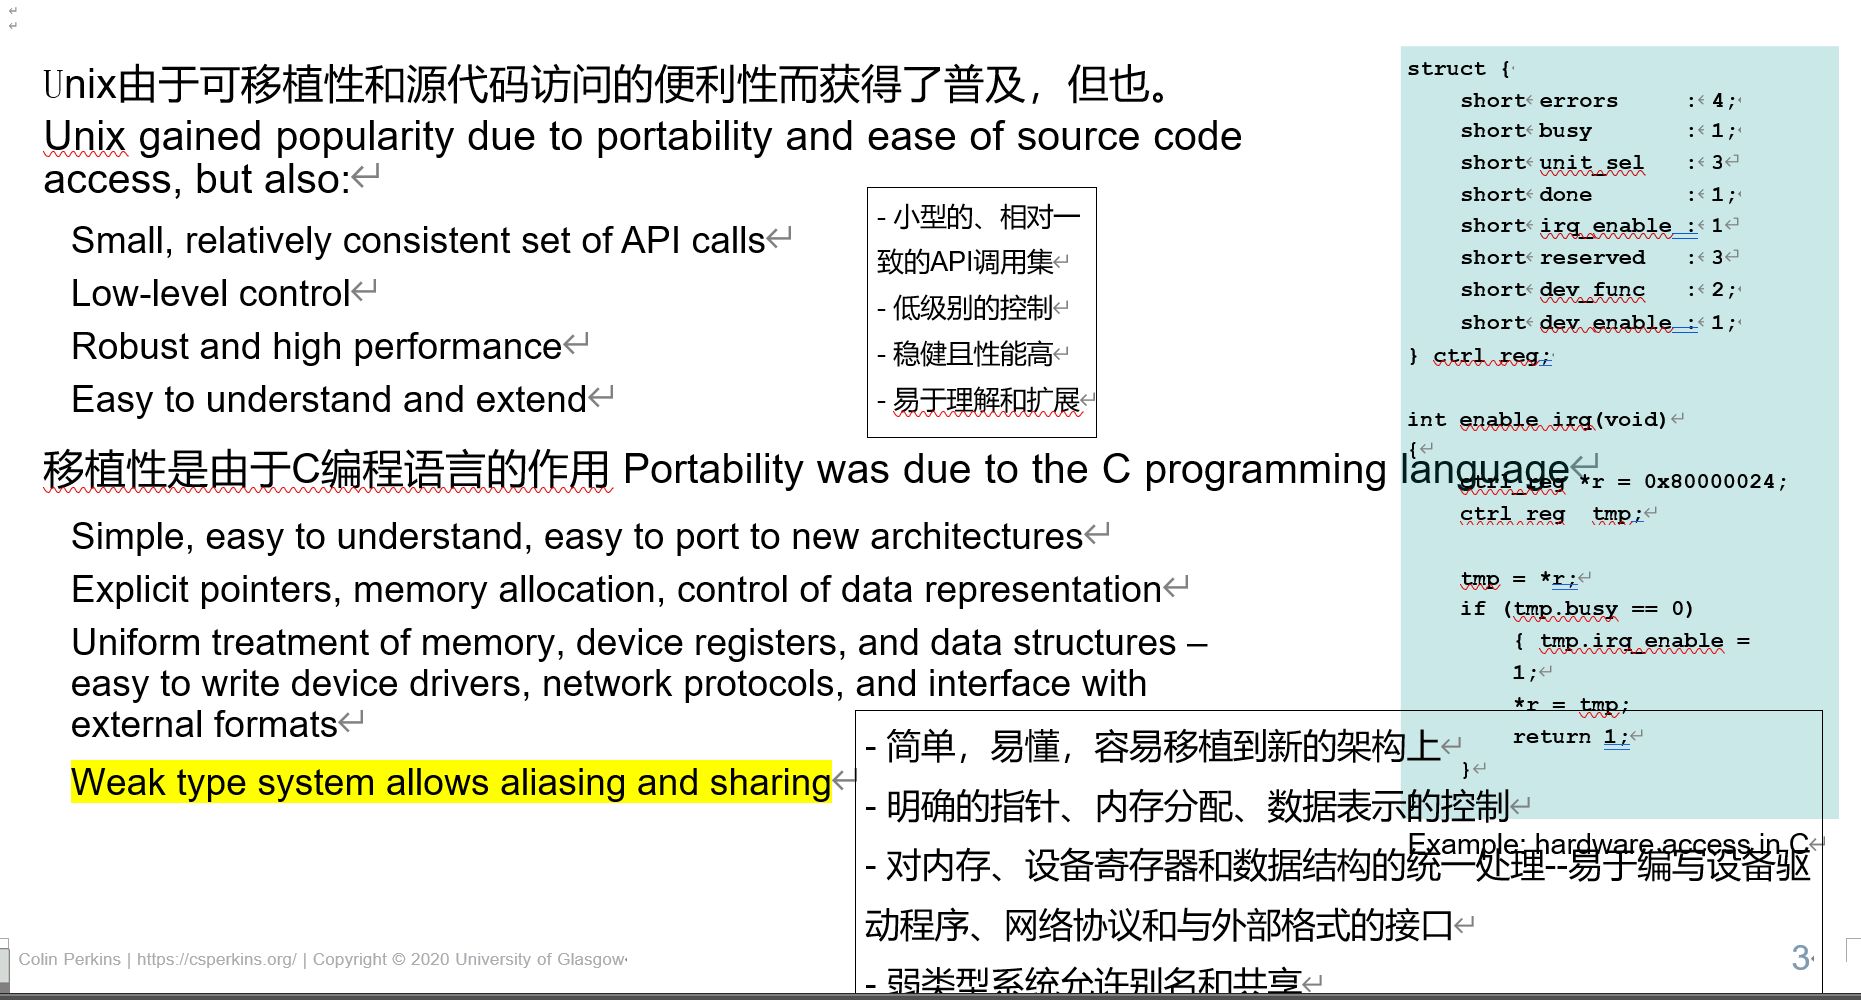 Unix由于可移植性和源代码访问的便利性而获得了普及，但也。
Unix gained popularity due to portability and ease of source code
access, but also:
Small, relatively consistent set of API calls
Low-level control
Robust and high performance
Easy to understand and extend
- 小型的、相对一
致的API调用集
- 低级别的控制
- 稳健且性能高
- 易于理解和扩展
移植性是由于C编程语言的作用 Portability was due to the C programming language
Simple, easy to understand, easy to port to new architectures
Explicit pointers, memory allocation, control of data representation
Uniform treatment of memory, device registers, and data structures –
easy to write device drivers, network protocols, and interface with
external formats
Weak type system allows aliasing and sharing
- 简单，易懂，容易移植到新的架构上
- 明确的指针、内存分配、数据表示的控制
- 对内存、设备寄存器和数据结构的统一处理--易于编写设备驱
动程序、网络协议和与外部格式的接口
- 弱类型系统允许别名和共享
struct {
short errors : 4;
short busy : 1;
short unit_sel : 3
short done : 1;
short irq_enable : 1
short reserved : 3
short dev_func : 2;
short dev_enable : 1;
} ctrl_reg;
int enable_irq(void)
{
ctrl_reg *r = 0x80000024;
ctrl_reg tmp;
tmp = *r;
if (tmp.busy == 0)
{ tmp.irq_enable =
1;
*r = tmp;
return 1;
}
Example: hardware access in C
Colin Perkins | https://csperkins.org/ | Copyright © 2020 University of Glasgow
3